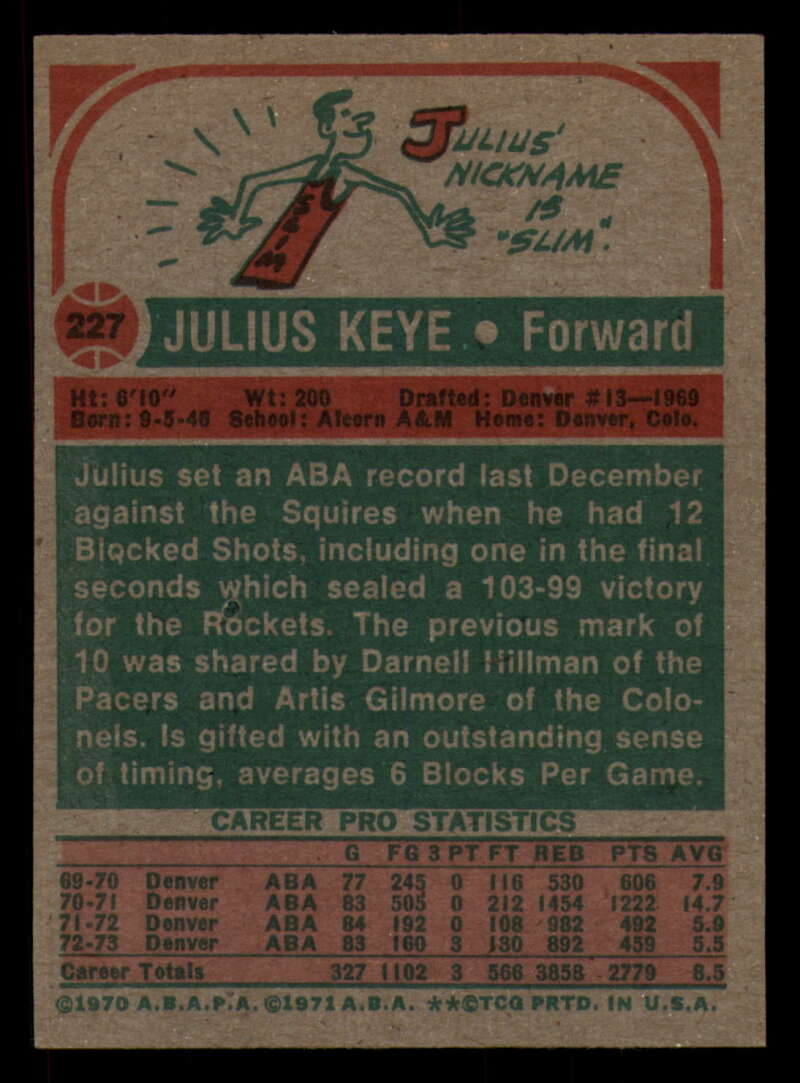 JULIUS'
NICKNAME
IS
"SLIM".
SLIM
227 JULIUS KEYE • Forward
Ht: 6'10" Wt: 200 Drafted: Denver #13—1969
Born: 9-5-46 School: Alcorn A&M Home: Denver, Colo.
Julius set an ABA record last December
against the Squires when he had 12
Blocked Shots, including one in the final
seconds which sealed a 103-99 victory
for the Rockets. The previous mark of
10 was shared by Darnell Hillman of the
Pacers and Artis Gilmore of the Colo-
nels. Is gifted with an outstanding sense
of timing, averages 6 Blocks Per Game.
CAREER PRO STATISTICS
G FG 3 PT FT REB PTS AVG
69-70 Denver ABA 77 245 0 116 530 606 7.9
70-71 Denver ABA 83 505 0 212 1454 1222 14.7
71-72 Denver ABA 84 192 0 108 982 492 5.9
72-73 Denver ABA 83 160 3 130 892 459 5.5
Career Totals 327 1102 3 566 3858 2779 8.5
©1970 A.B.A.P.A. ©1971 A.B.A. **©TCG PRTD. IN U.S.A.